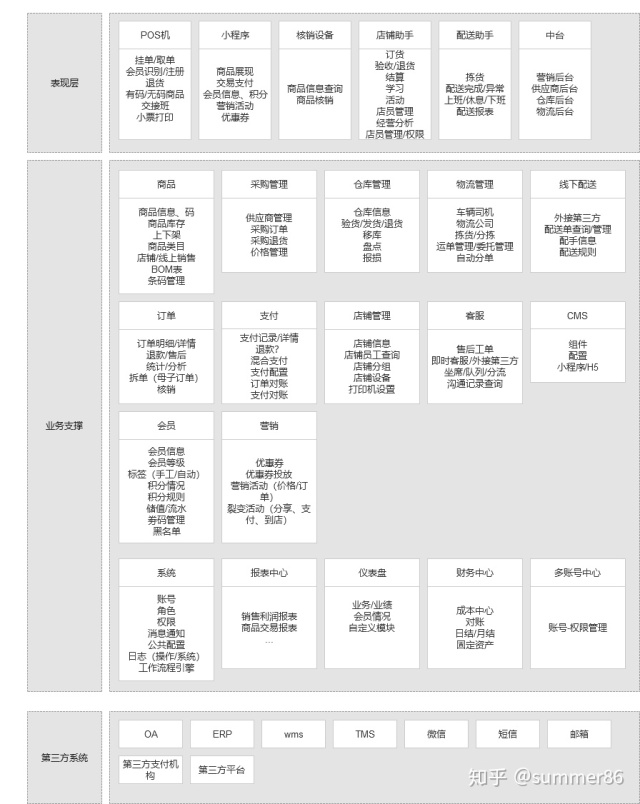 表现层
POS机
挂单/取单
会员识别/注册
退货
有码/无码商品
交接班
小票打印
小程序
商品展现
交易支付
会员信息、积分
营销活动
优惠券
核销设备
商品信息查询
商品核销
店铺助手
订货
验收/退货
结算
学习
活动
店员管理
经营分析
店员管理/权限
配送助手
拣货
配送完成/异常
上班/休息/下班
配送报表
中台
营销后台
供应商后台
仓库后台
物流后台
业务支撑
商品
商品信息、码
商品库存
上下架
商品类目
店铺/线上销售
BOM表
条码管理
采购管理
供应商管理
采购订单
采购退货
价格管理
仓库管理
仓库信息
验货/发货/退货
移库
盘点
报损
物流管理
车辆司机
物流公司
拣货/分拣
运单管理/委托管理
自动分单
线下配送
外接第三方
配送单查询/管理
配手信息
配送规则
订单
订单明细/详情
退款/售后
统计/分析
拆单（母子订单）
核销
支付
支付记录/详情
退款?
混合支付
支付配置
订单对账
支付对账
店铺管理
店铺信息
店铺员工查询
店铺分组
店铺设备
打印机设置
客服
售后工单
即时客服/外接第三方
坐席/队列/分流
沟通记录查询
CMS
组件
配置
小程序/H5
会员
会员信息
会员等级
标签（手工/自动）
积分情况
积分规则
储值/流水
券码管理
黑名单
营销
优惠券
优惠券投放
营销活动（价格/订
单）
裂变活动（分享、支
付、到店）
系统
账号
角色
权限
消息通知
公共配置
日志（操作/系统）
工作流程引擎
报表中心
销售利润报表
商品交易报表
...
仪表盘
业务/业绩
会员情况
自定义模块
财务中心
成本中心
对账
日结/月结
固定资产
多账号中心
账号-权限管理
第三方系统
OA
ERP
wms
TMS
微信
短信
邮箱
第三方支付机
构
第三方平台
知乎 @summer86